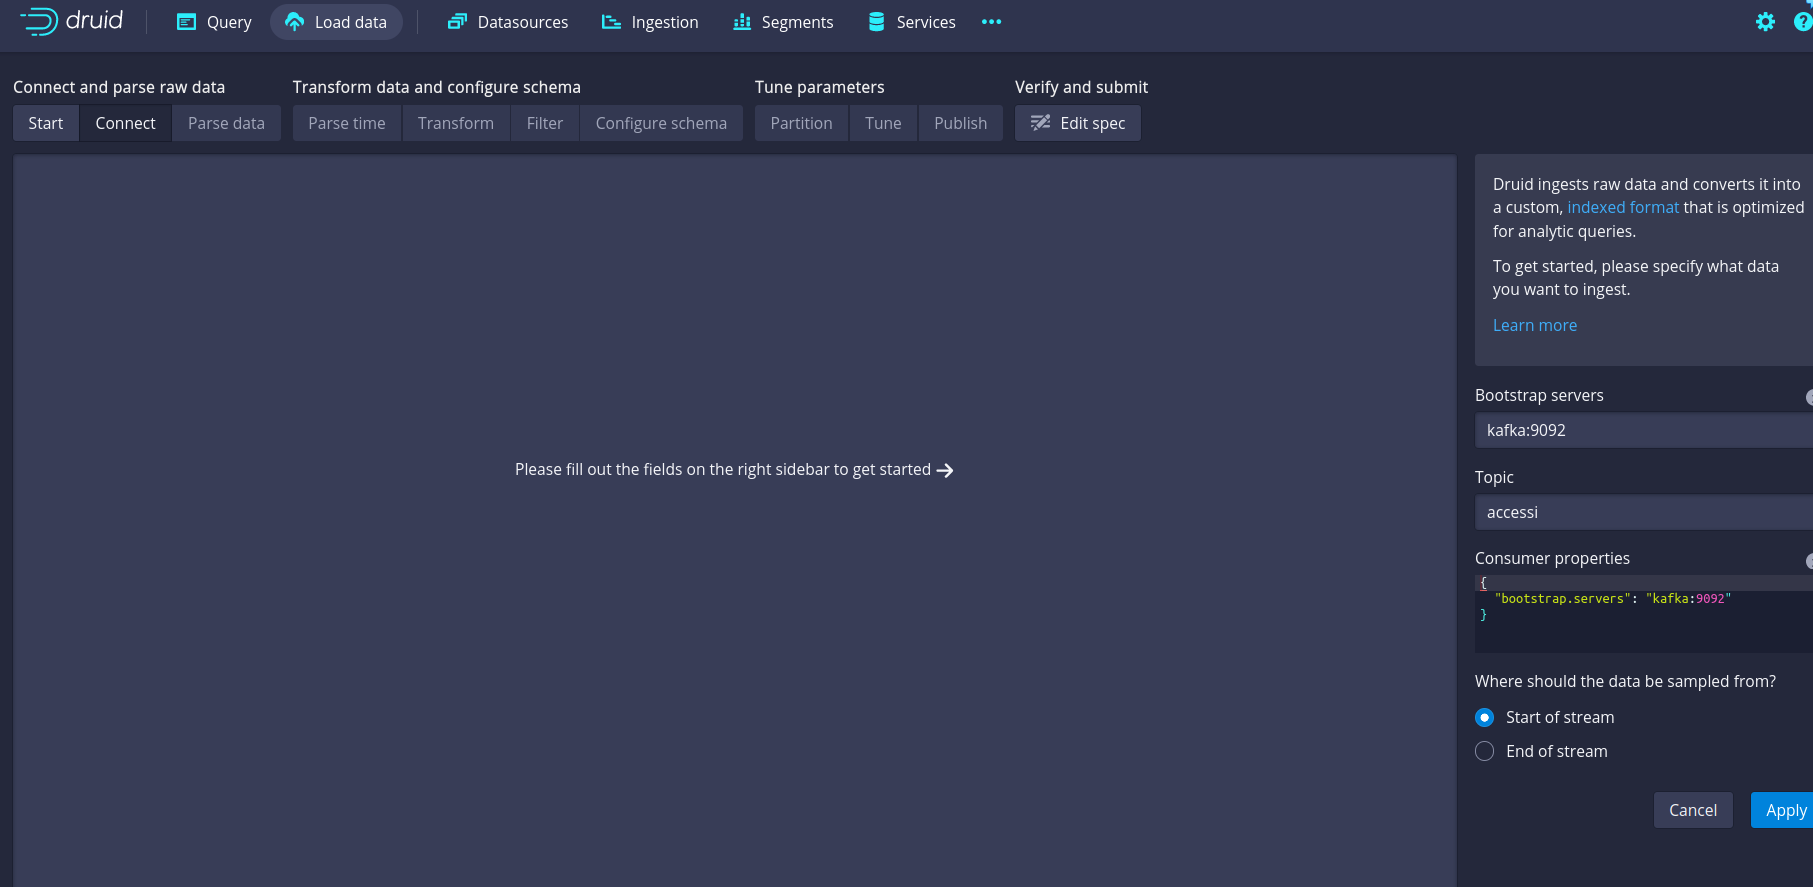 druid
Query
Load data
Datasources
Ingestion
Segments
Services
Connect and parse raw data
Transform data and configure schema
Tune parameters
Verify and submit
Start
Connect
Parse data
Parse time
Transform
Filter
Configure schema
Partition
Tune
Publish
Edit spec
Please fill out the fields on the right sidebar to get started
Druid ingests raw data and converts it into
a custom, indexed format that is optimized
for analytic queries.
To get started, please specify what data
you want to ingest.
Learn more
Bootstrap servers
kafka:9092
Topic
accessi
Consumer properties
{
"bootstrap.servers": "kafka:9092"
}
Where should the data be sampled from?
Start of stream
End of stream
Cancel
Apply